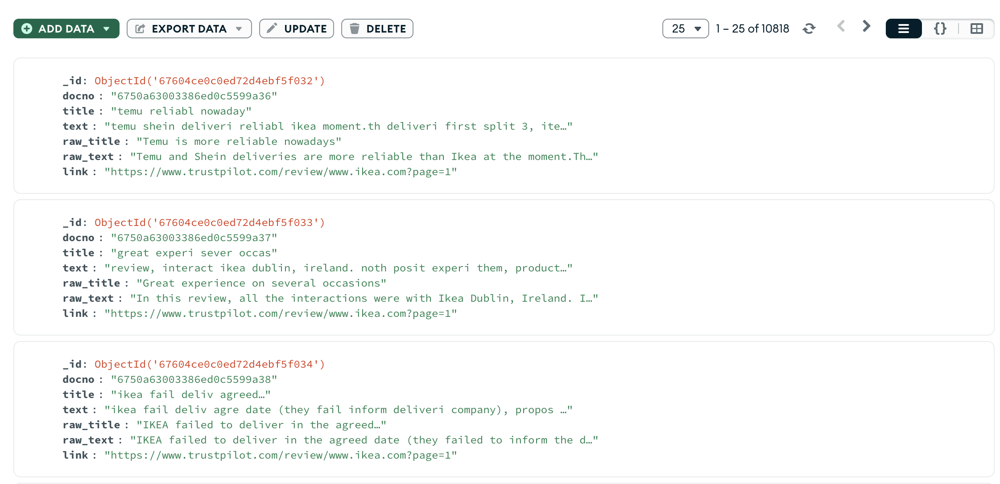 ADD DATA EXPORT DATA UPDATE DELETE 25 1 – 25 of 10818 {}
_id: ObjectId('67604ce0c0ed72d4ebf5f032')
docno : "6750a63003386ed0c5599a36"
title : "temu reliabl nowaday"
text : "temu shein deliveri reliabl ikea moment.th deliveri first split 3, ite…"
raw_title : "Temu is more reliable nowadays"
raw_text : "Temu and Shein deliveries are more reliable than Ikea at the moment.Th…"
link : "https://www.trustpilot.com/review/www.ikea.com?page=1"
_id: ObjectId('67604ce0c0ed72d4ebf5f033')
docno : "6750a63003386ed0c5599a37"
title : "great experi sever occas"
text : "review, interact ikea dublin, ireland. noth posit experi them, product…"
raw_title : "Great experience on several occasions"
raw_text : "In this review, all the interactions were with Ikea Dublin, Ireland. I…"
link : "https://www.trustpilot.com/review/www.ikea.com?page=1"
_id: ObjectId('67604ce0c0ed72d4ebf5f034')
docno : "6750a63003386ed0c5599a38"
title : "ikea fail deliv agreed…"
text : "ikea fail deliv agre date (they fail inform deliveri company), propos …"
raw_title : "IKEA failed to deliver in the agreed…"
raw_text : "IKEA failed to deliver in the agreed date (they failed to inform the d…"
link : "https://www.trustpilot.com/review/www.ikea.com?page=1"